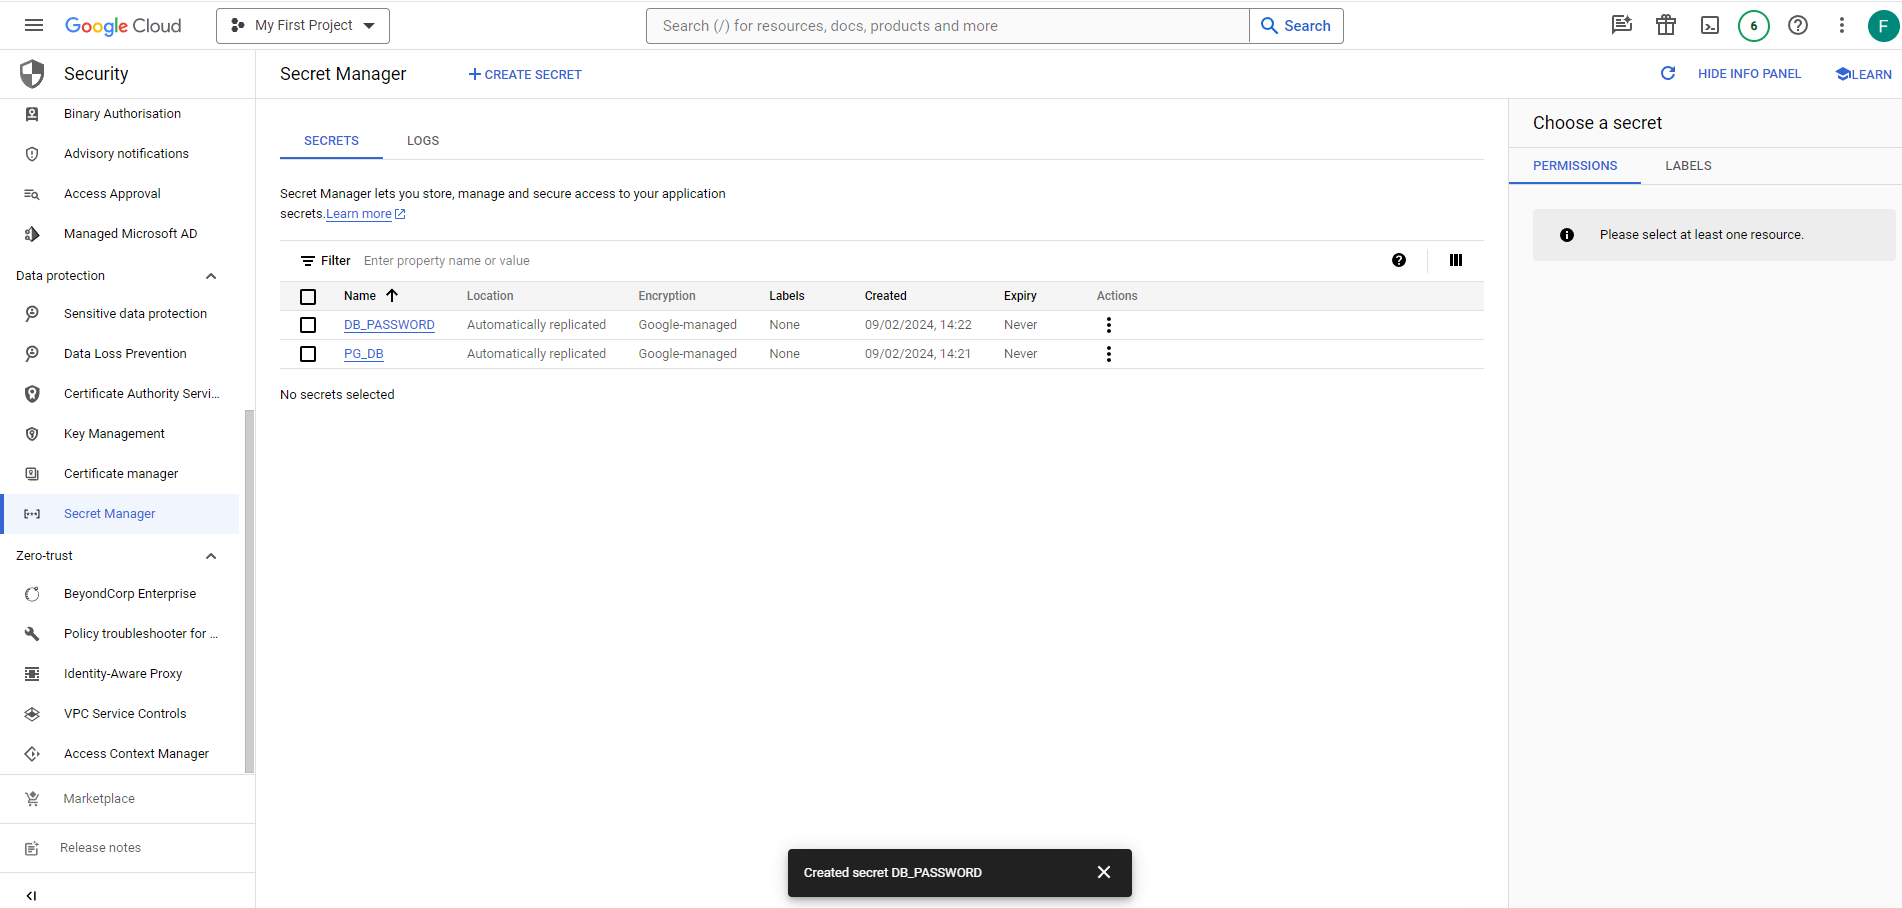 Google Cloud
My First Project
Search (/) for resources, docs, products and more
Search
6
F
Security
Secret Manager
CREATE SECRET
HIDE INFO PANEL
LEARN
Binary Authorisation
Advisory notifications
Access Approval
Managed Microsoft AD
Data protection
Sensitive data protection
Data Loss Prevention
Certificate Authority Servi...
Key Management
Certificate manager
Secret Manager
Zero-trust
BeyondCorp Enterprise
Policy troubleshooter for ...
Identity-Aware Proxy
VPC Service Controls
Access Context Manager
Marketplace
Release notes
SECRETS LOGS
Secret Manager lets you store, manage and secure access to your application
secrets.Learn more
Filter Enter property name or value
Name Location Encryption Labels Created Expiry Actions
DB_PASSWORD Automatically replicated Google-managed None 09/02/2024, 14:22 Never
PG_DB Automatically replicated Google-managed None 09/02/2024, 14:21 Never
No secrets selected
Choose a secret
PERMISSIONS LABELS
Please select at least one resource.
Created secret DB_PASSWORD